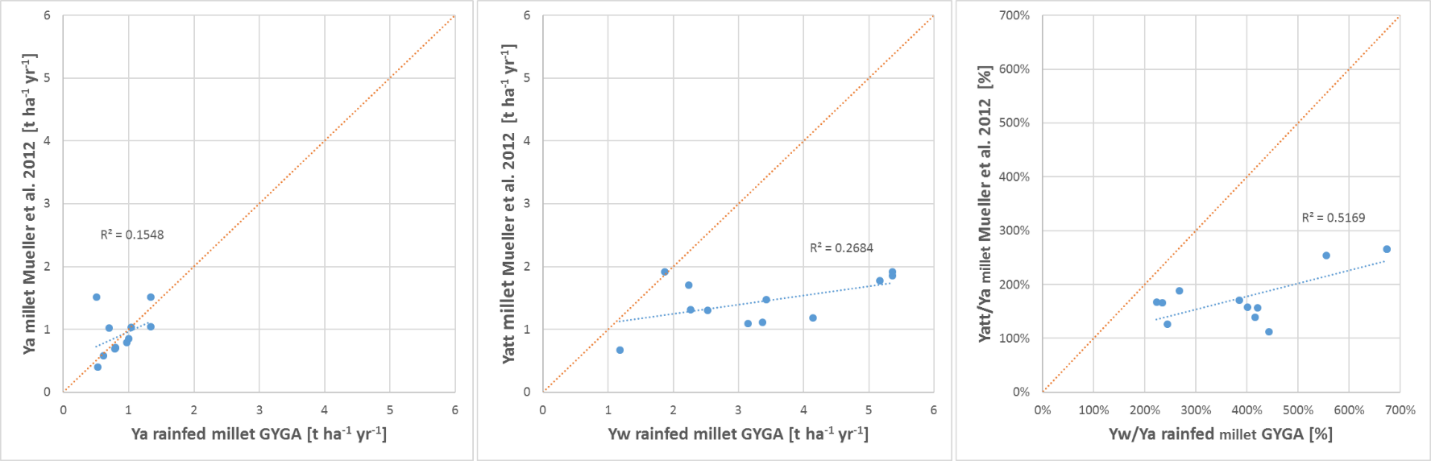 6
5
4
3
2
1
0
0 1 2 3 4 5 6
Ya millet Mueller et al. 2012 [t ha⁻¹ yr⁻¹]
R² = 0.1548
Ya rainfed millet GYGA [t ha⁻¹ yr⁻¹]
6
5
4
3
2
1
0
0 1 2 3 4 5 6
Yatt millet Mueller et al. 2012 [t ha⁻¹ yr⁻¹]
R² = 0.2684
Yw rainfed millet GYGA [t ha⁻¹ yr⁻¹]
700%
600%
500%
400%
300%
200%
100%
0%
0% 100% 200% 300% 400% 500% 600% 700%
Yatt/Ya millet Mueller et al. 2012 [%]
R² = 0.5169
Yw/Ya rainfed millet GYGA [%]